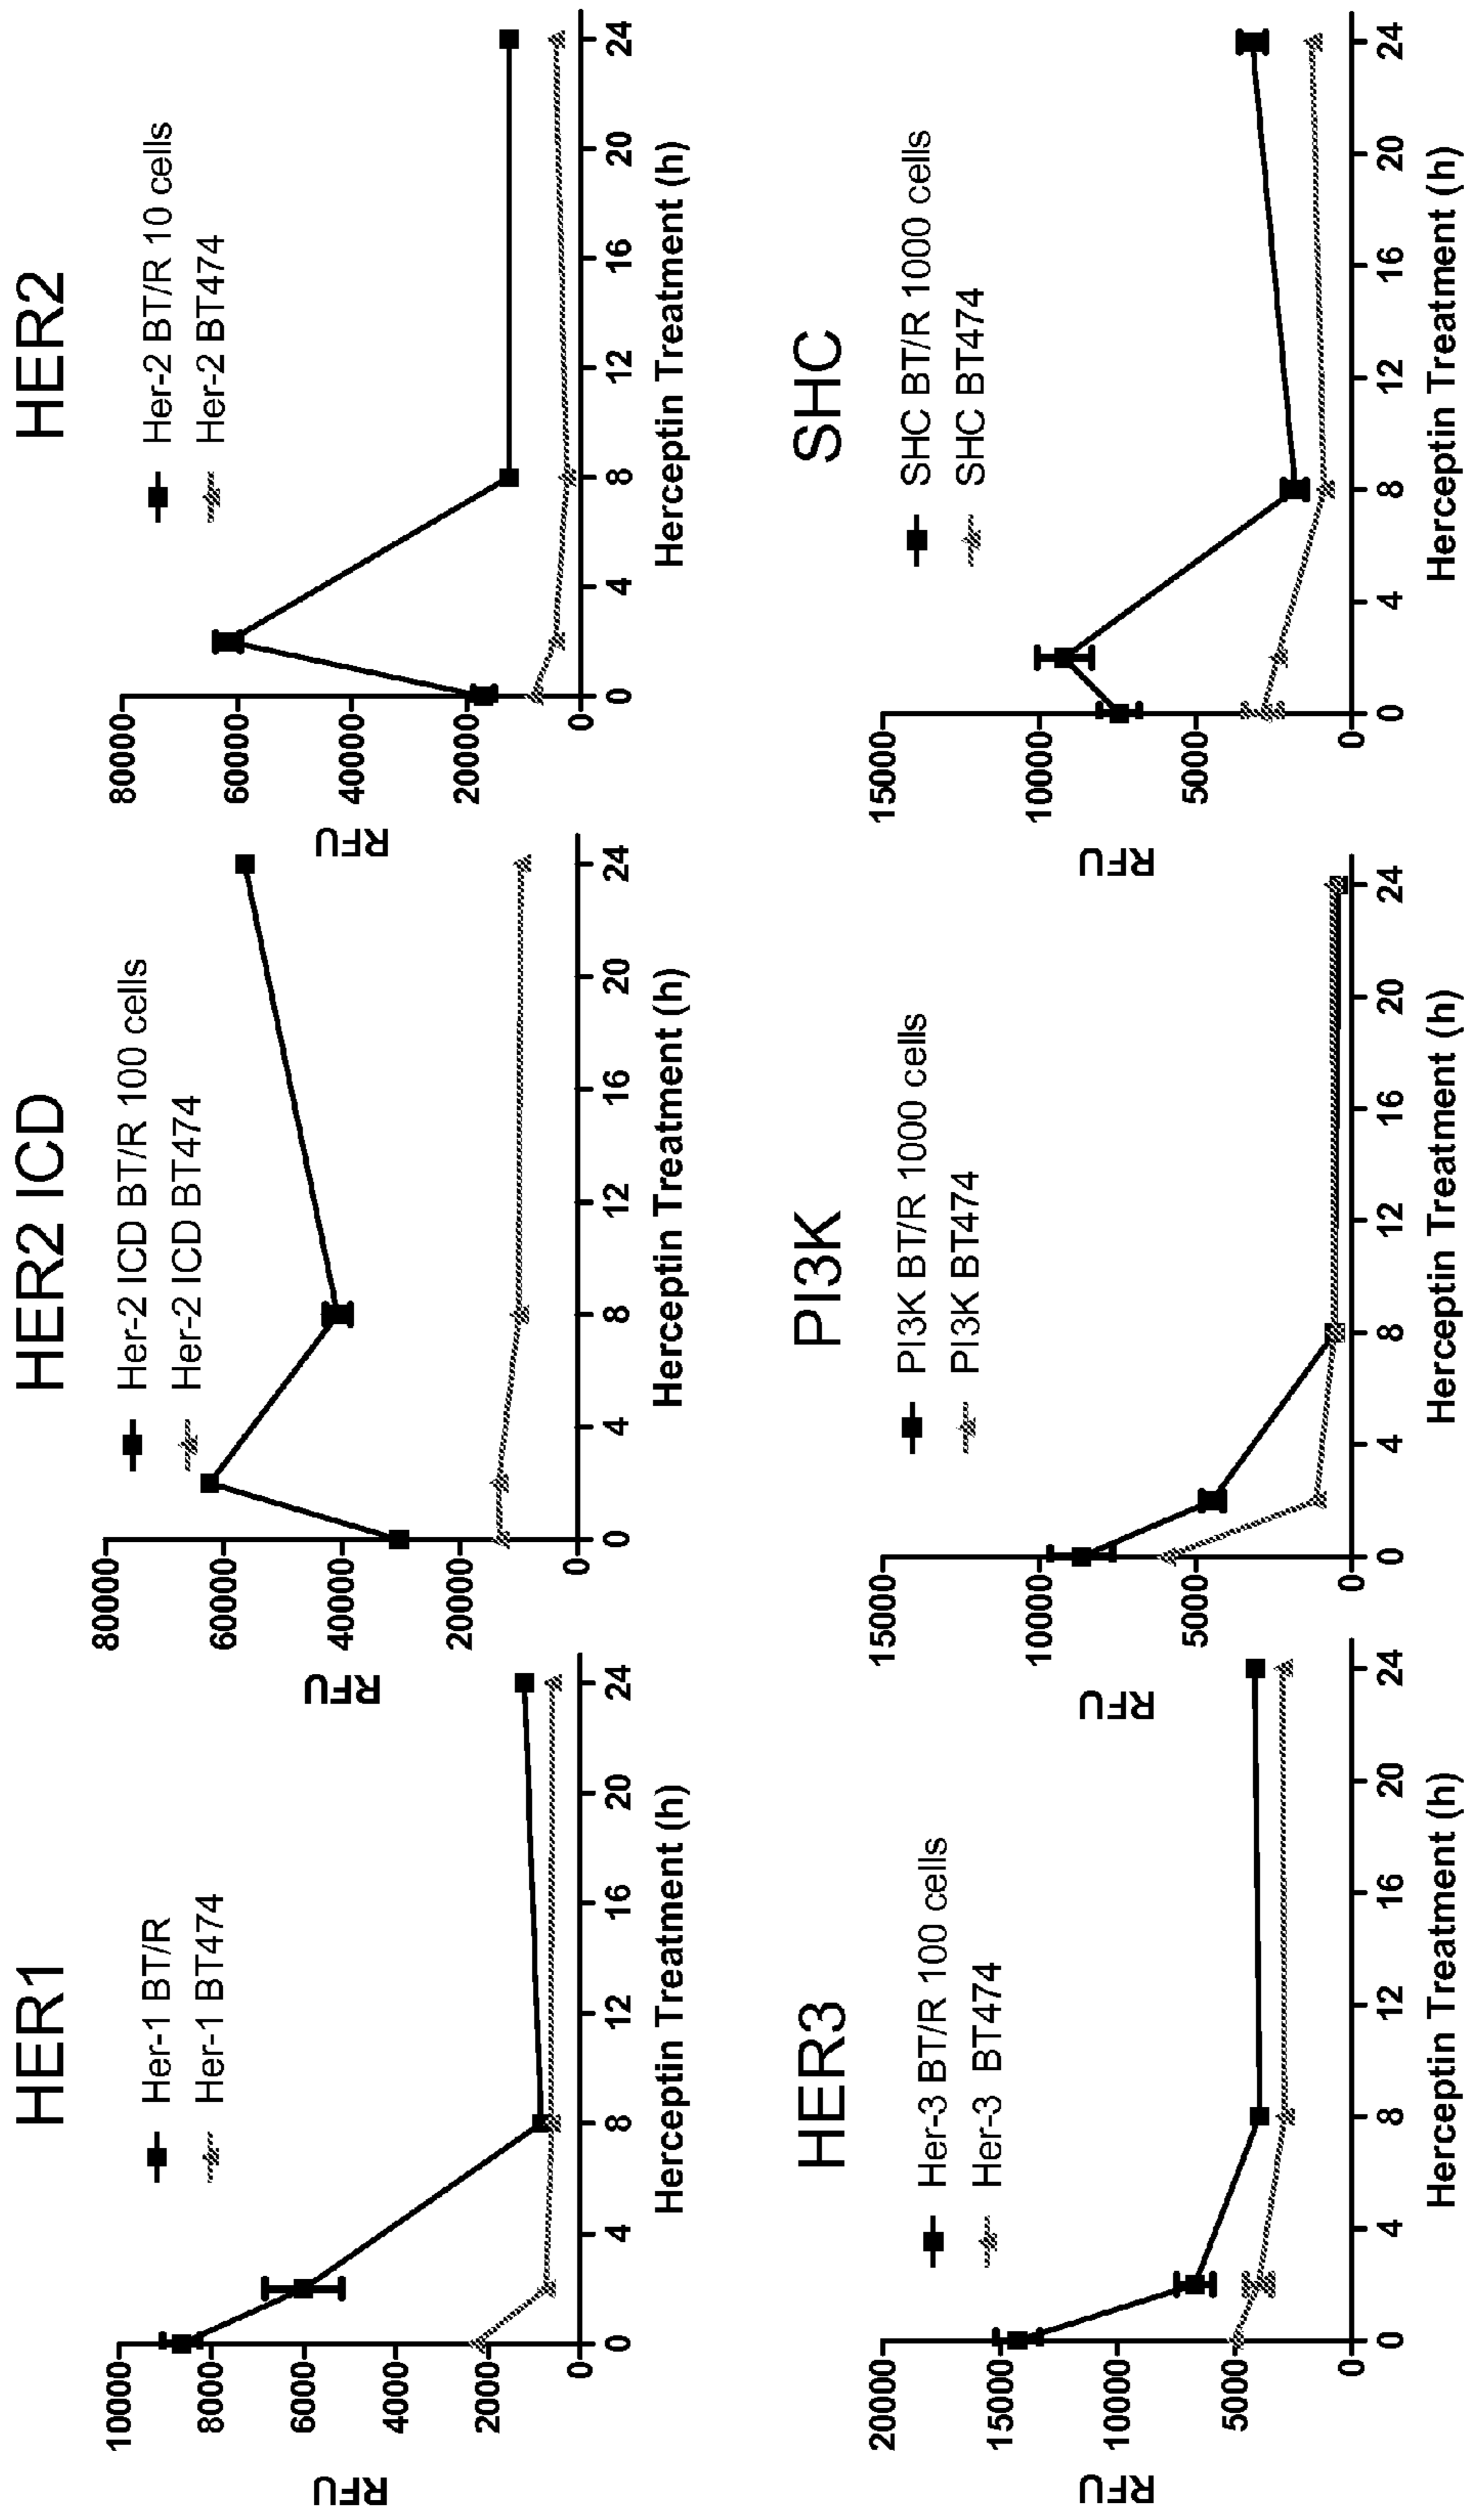 HER1
Her-1 BT/R
Her-1 BT474
RFU
10000
8000
6000
4000
2000
0
0 4 8 12 16 20 24
Herceptin Treatment (h)
HER2 ICD
Her-2 ICD BT/R 100 cells
Her-2 ICD BT474
RFU
80000
60000
40000
20000
0
0 4 8 12 16 20 24
Herceptin Treatment (h)
HER2
Her-2 BT/R 10 cells
Her-2 BT474
RFU
80000
60000
40000
20000
0
0 4 8 12 16 20 24
Herceptin Treatment (h)
HER3
Her-3 BT/R 100 cells
Her-3 BT474
RFU
20000
15000
10000
5000
0
0 4 8 12 16 20 24
Herceptin Treatment (h)
PI3K
PI3K BT/R 1000 cells
PI3K BT474
RFU
15000
10000
5000
0
0 4 8 12 16 20 24
Herceptin Treatment (h)
SHC
SHC BT/R 1000 cells
SHC BT474
RFU
15000
10000
5000
0
0 4 8 12 16 20 24
Herceptin Treatment (h)